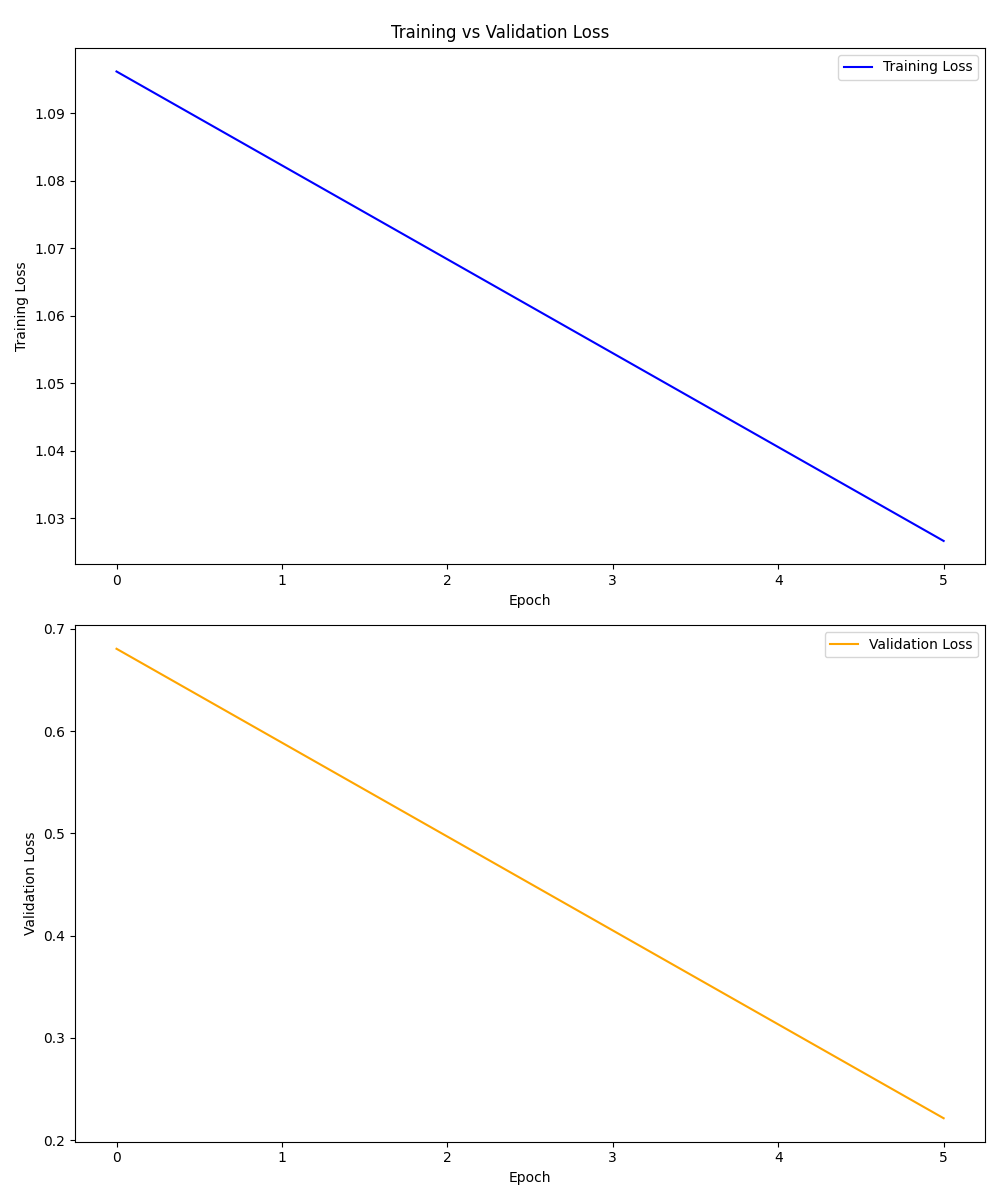 Training vs Validation Loss
Training Loss
1.09
1.08
1.07
1.06
1.05
1.04
1.03
Training Loss
0 1 2 3 4 5
Epoch
Validation Loss
0.7
0.6
0.5
0.4
0.3
0.2
Validation Loss
0 1 2 3 4 5
Epoch